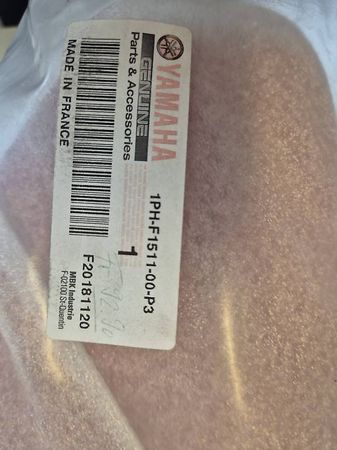 YAMAHA
GENUINE
Parts & Accessories
MADE IN FRANCE
1PH-F1511-00-P3
1
F20181120
MBK Industrie
F-02100 St-Quentin